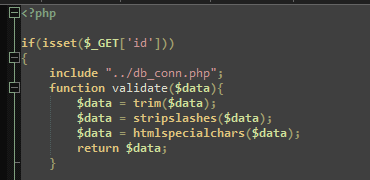 <?php
if(isset($_GET['id']))
{
include "../db_conn.php";
function validate($data){
$data = trim($data);
$data = stripslashes($data);
$data = htmlspecialchars($data);
return $data;
}